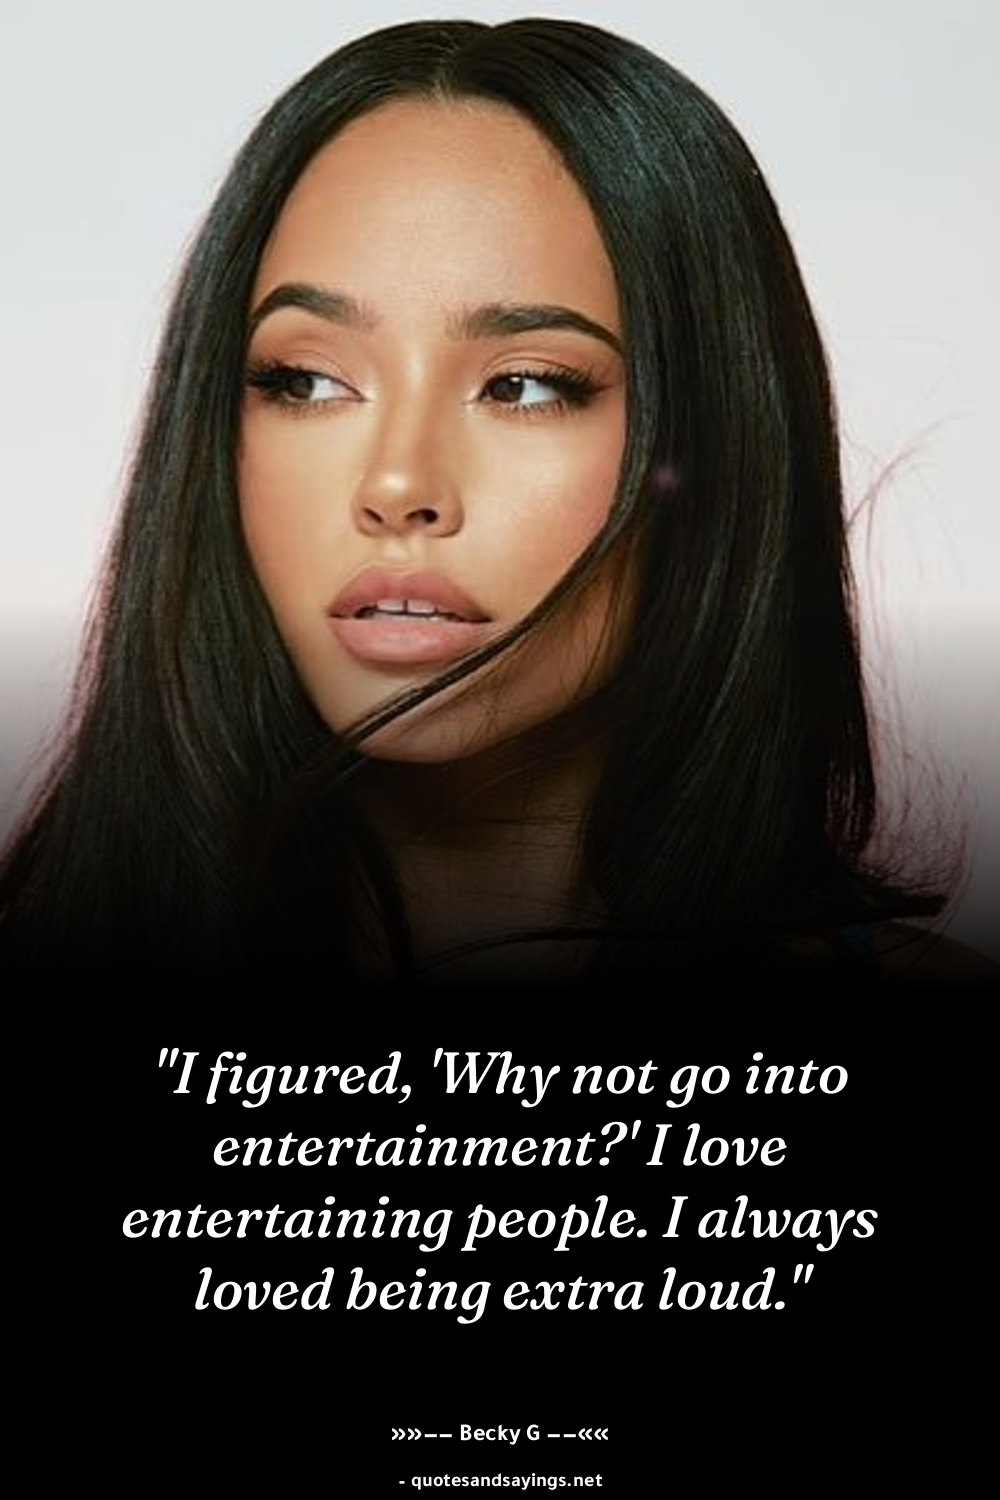 "I figured, 'Why not go into
entertainment?' I love
entertaining people. I always
loved being extra loud."
»»–– Becky G ––««
- quotesandsayings.net